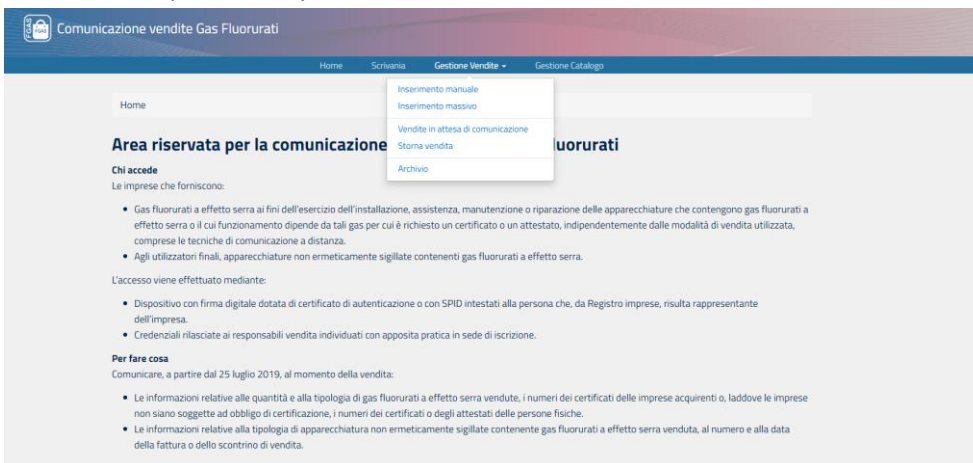 FGAS
FGAS
Comunicazione vendite Gas Fluorurati
Home Scrivania Gestione Vendite Gestione Catalogo
Inserimento manuale
Inserimento massivo
Vendite in attesa di comunicazione
Storna vendita
Archivio
Home
Area riservata per la comunicazione luorurati
Chi accede
Le imprese che forniscono:
• Gas fluorurati a effetto serra ai fini dell'esercizio dell'installazione, assistenza, manutenzione o riparazione delle apparecchiature che contengono gas fluorurati a
effetto serra o il cui funzionamento dipende da tali gas per cui è richiesto un certificato o un attestato, indipendentemente dalle modalità di vendita utilizzata,
comprese le tecniche di comunicazione a distanza.
• Agli utilizzatori finali, apparecchiature non ermeticamente sigillate contenenti gas fluorurati a effetto serra.
L'accesso viene effettuato mediante:
• Dispositivo con firma digitale dotata di certificato di autenticazione o con SPID intestati alla persona che, da Registro imprese, risulta rappresentante
dell'impresa.
• Credenziali rilasciate ai responsabili vendita individuati con apposita pratica in sede di iscrizione.
Per fare cosa
Comunicare, a partire dal 25 luglio 2019, al momento della vendita:
• Le informazioni relative alle quantità e alla tipologia di gas fluorurati a effetto serra vendute, i numeri dei certificati delle imprese acquirenti o, laddove le imprese
non siano soggette ad obbligo di certificazione, i numeri dei certificati o degli attestati delle persone fisiche.
• Le informazioni relative alla tipologia di apparecchiatura non ermeticamente sigillate contenente gas fluorurati a effetto serra venduta, al numero e alla data
della fattura o dello scontrino di vendita.